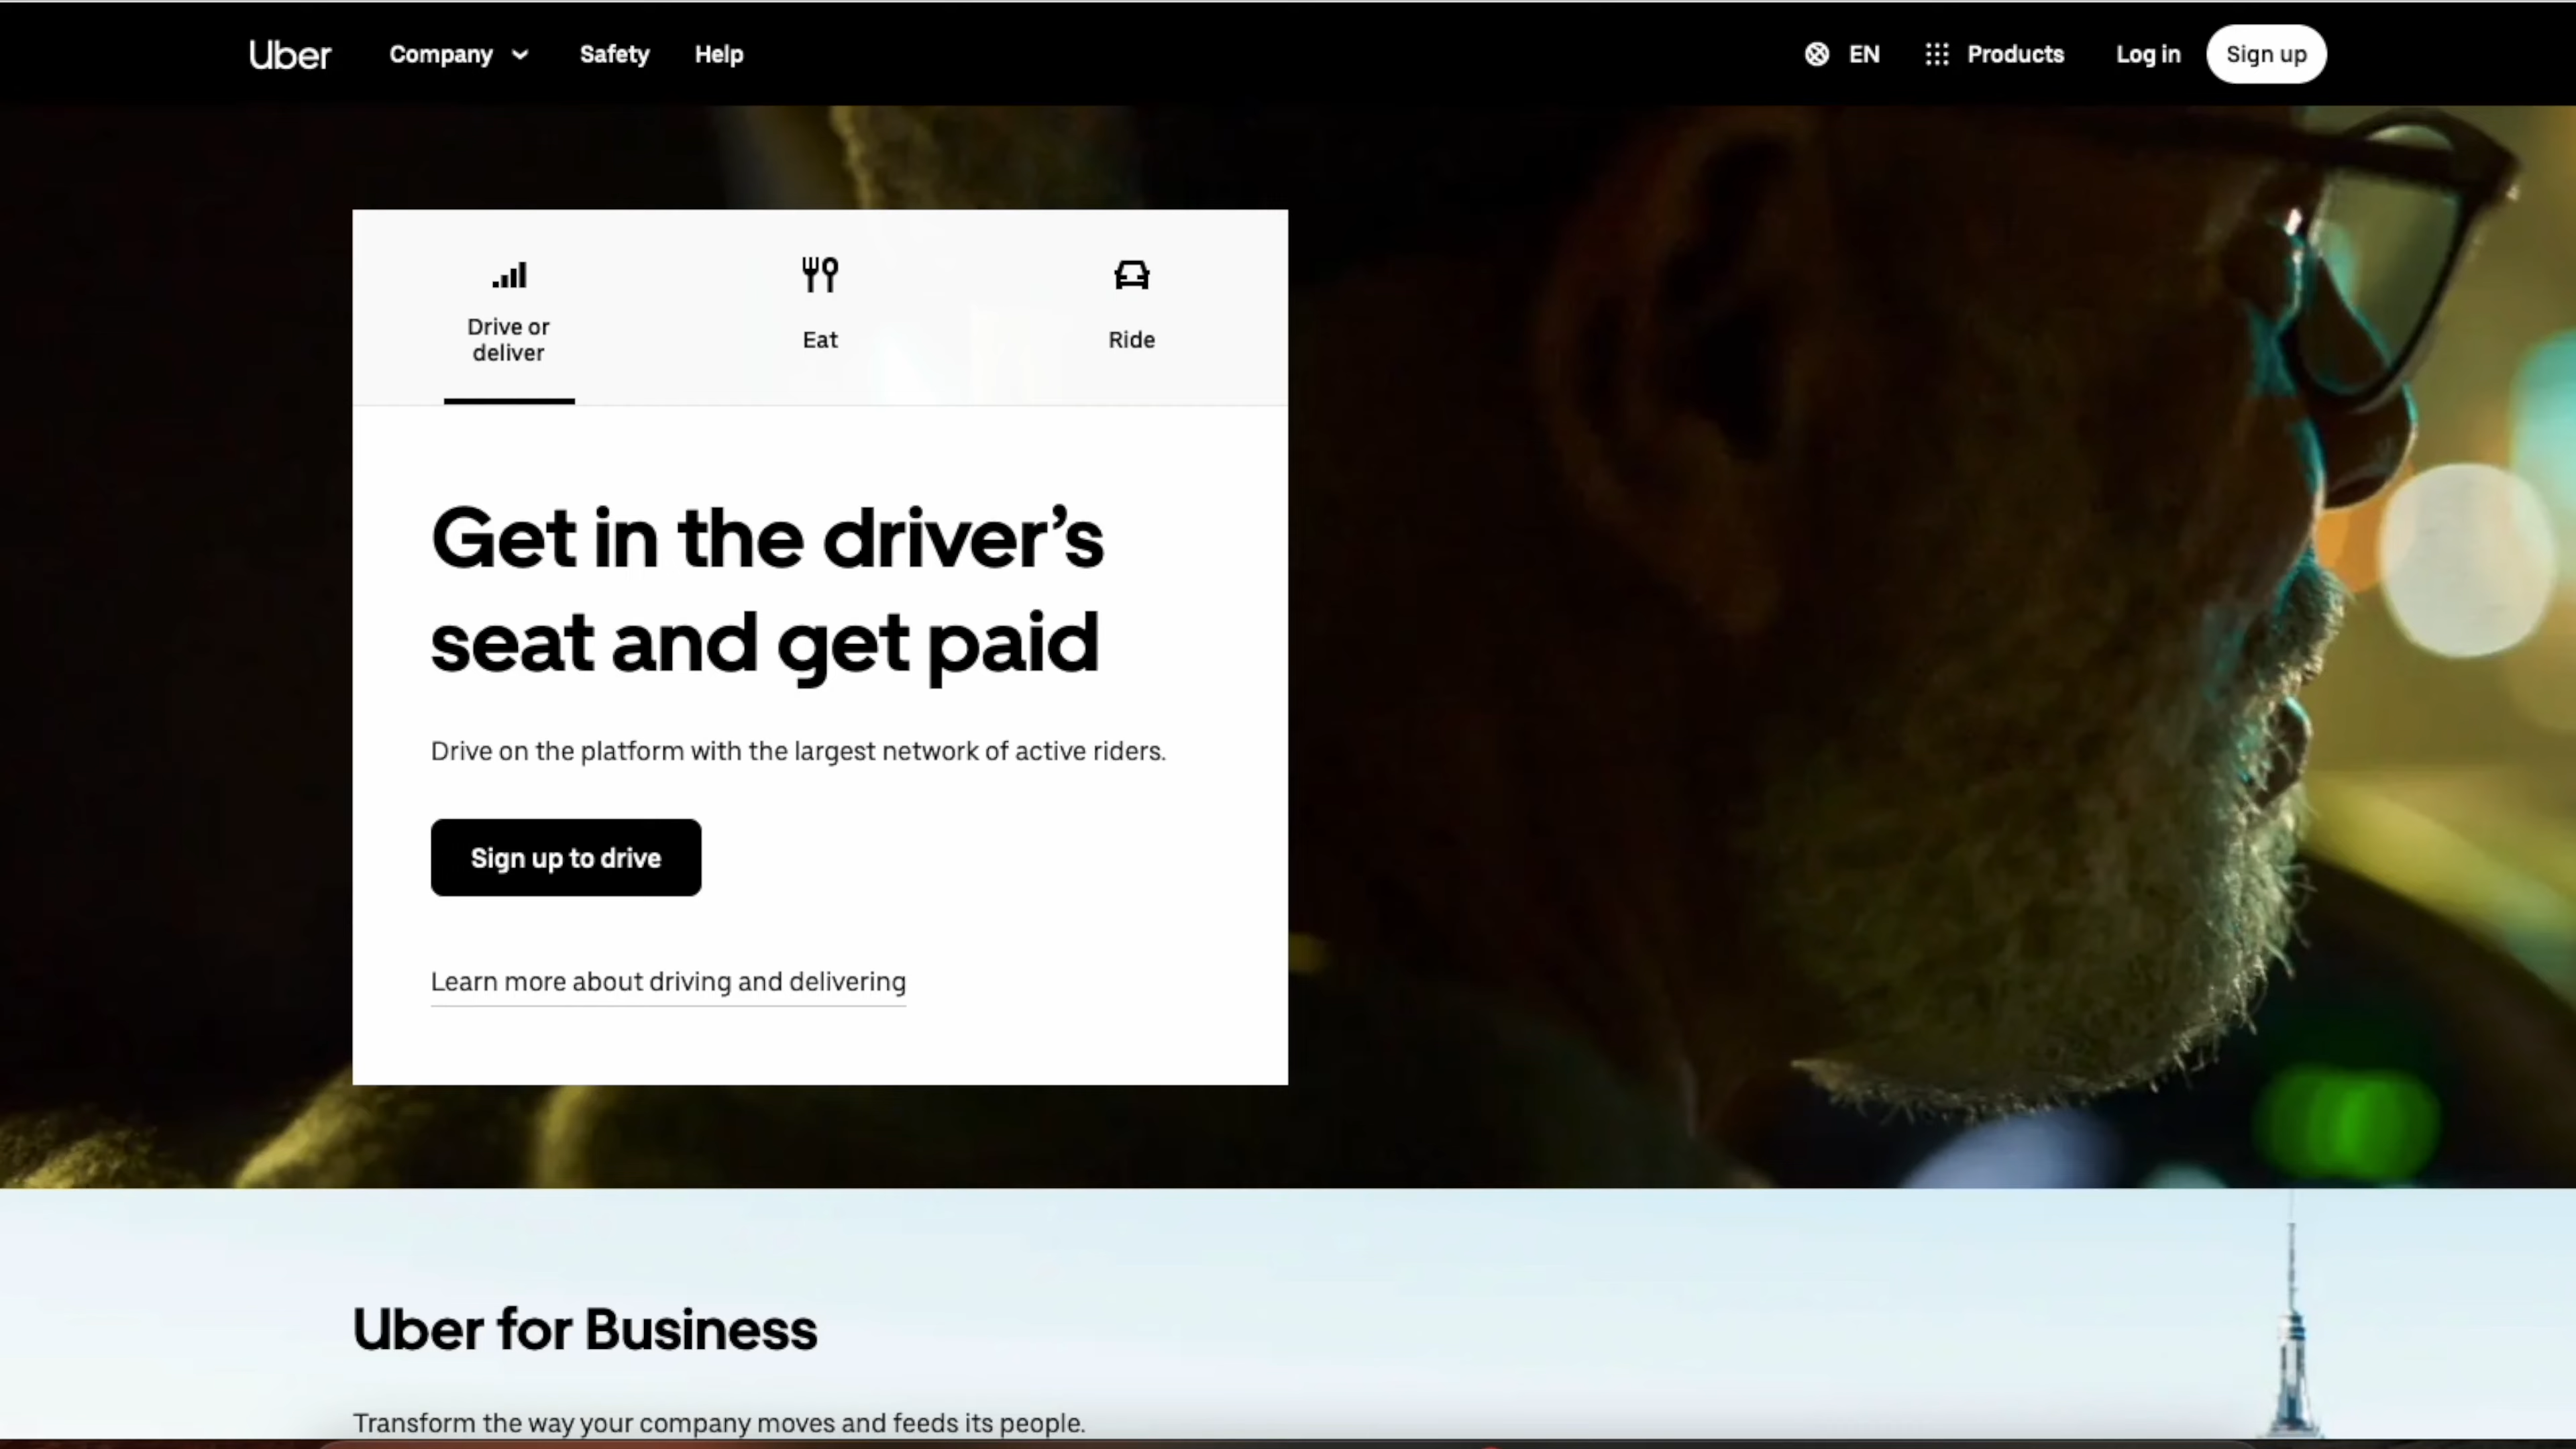 Uber
Company
Safety
Help
EN
Products
Log in
Sign up
Drive or
deliver
Eat
Ride
Get in the driver’s
seat and get paid
Drive on the platform with the largest network of active riders.
Sign up to drive
Learn more about driving and delivering
Uber for Business
Transform the way your company moves and feeds its people.